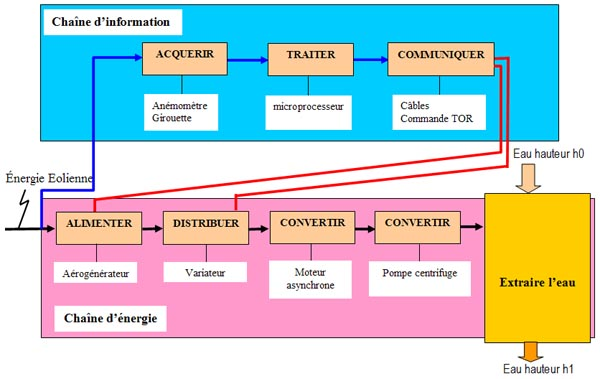 Chaîne d'information
ACQUERIR
TRAITER
COMMUNIQUER
Anémomètre
Girouette
microprocesseur
Câbles
Commande TOR
Eau hauteur h0
Énergie Eolienne
ALIMENTER
DISTRIBUER
CONVERTIR
CONVERTIR
Aérogénérateur
Variateur
Moteur
asynchrone
Pompe centrifuge
Extraire l'eau
Chaîne d'énergie
Eau hauteur h1